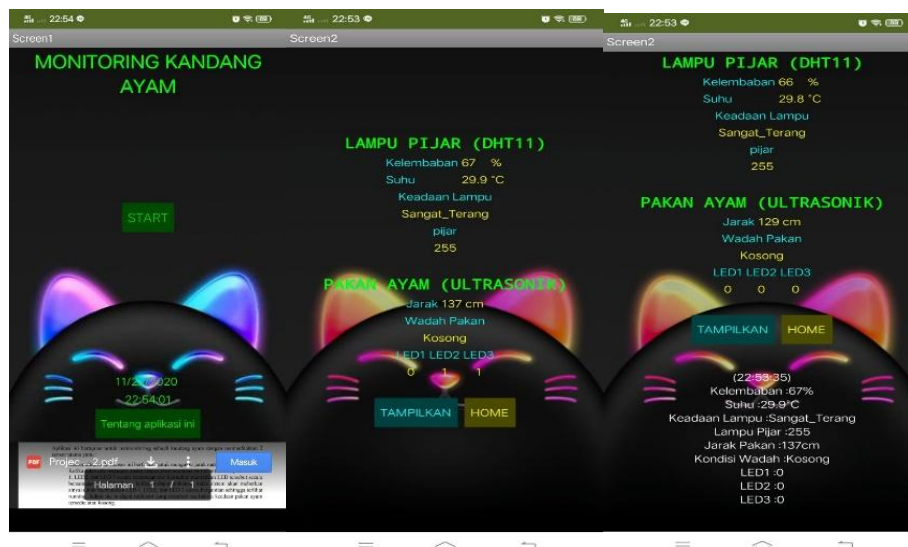 22:54
Screen1
MONITORING KANDANG
AYAM
START
22:54:01
Tentang aplikasi ini
PDF Projec ... 2.pdf Masuk
Halaman 1 / 1
22:53
Screen2
LAMPU PIJAR (DHT11)
Kelembaban 67 %
Suhu 29.9 °C
Keadaan Lampu
Sangat_Terang
pijar
255
PAKAN AYAM (ULTRASONIK)
Jarak 137 cm
Wadah Pakan
Kosong
LED1 LED2 LED3
0 1 1
TAMPILKAN HOME
22:53
Screen2
LAMPU PIJAR (DHT11)
Kelembaban 66 %
Suhu 29.8 °C
Keadaan Lampu
Sangat_Terang
pijar
255
PAKAN AYAM (ULTRASONIK)
Jarak 129 cm
Wadah Pakan
Kosong
LED1 LED2 LED3
0 0 0
TAMPILKAN HOME
(22:53:35)
Kelembaban :67%
Suhu :29.9°C
Keadaan Lampu :Sangat_Terang
Lampu Pijar :255
Jarak Pakan :137cm
Kondisi Wadah :Kosong
LED1 :0
LED2 :0
LED3 :0